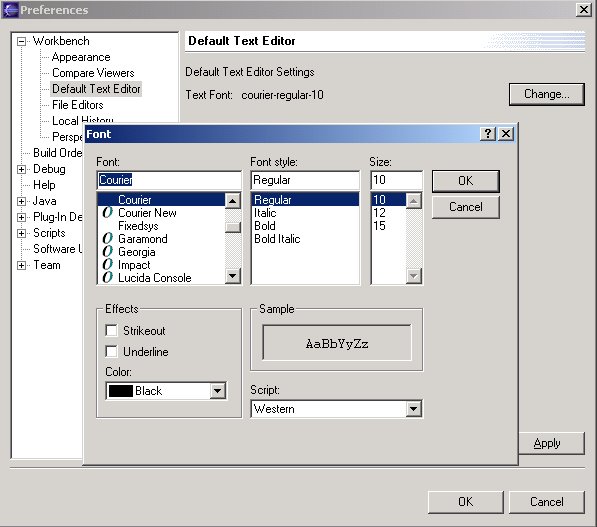 Preferences
Workbench
Appearance
Compare Viewers
Default Text Editor
File Editors
Local History
Perspe
Build Orde
Debug
Help
Java
Plug-In De
Scripts
Software U
Team
Default Text Editor
Default Text Editor Settings
Text Font: courier-regular-10
Change...
Font
Font:
Courier
Courier
Courier New
Fixedsys
Garamond
Georgia
Impact
Lucida Console
Font style:
Regular
Regular
Italic
Bold
Bold Italic
Size:
10
10
12
15
OK
Cancel
Effects
Strikeout
Underline
Color:
Black
Sample
AaBbYyZz
Script:
Western
Apply
OK
Cancel